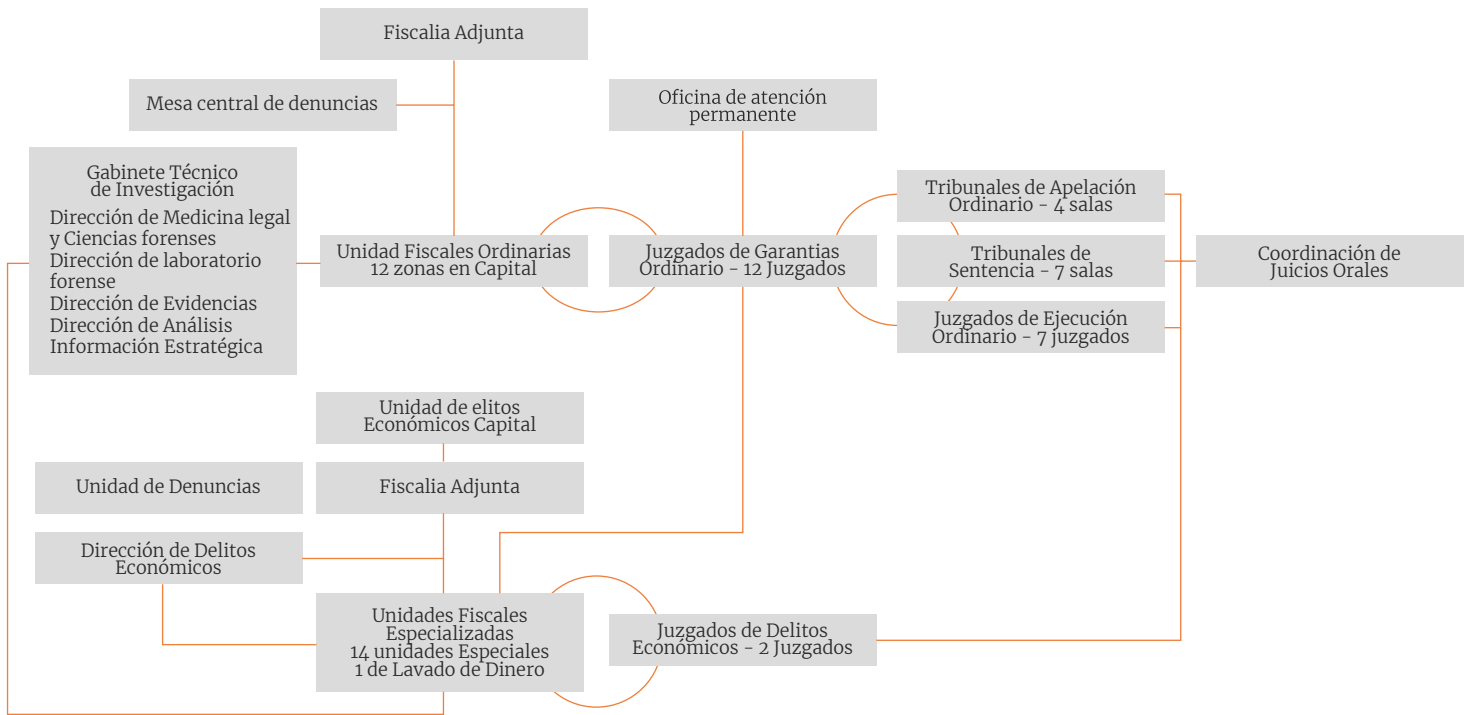 Fiscalia Adjunta
Mesa central de denuncias
Oficina de atención
permanente
Gabinete Técnico
de Investigación
Dirección de Medicina legal
y Ciencias forenses
Dirección de laboratorio
forense
Dirección de Evidencias
Dirección de Análisis
Información Estratégica
Unidad Fiscales Ordinarias
12 zonas en Capital
Juzgados de Garantias
Ordinario - 12 Juzgados
Tribunales de Apelación
Ordinario - 4 salas
Tribunales de
Sentencia - 7 salas
Juzgados de Ejecución
Ordinario - 7 juzgados
Coordinación de
Juicios Orales
Unidad de elitos
Económicos Capital
Unidad de Denuncias
Fiscalia Adjunta
Dirección de Delitos
Económicos
Unidades Fiscales
Especializadas
14 unidades Especiales
1 de Lavado de Dinero
Juzgados de Delitos
Económicos - 2 Juzgados